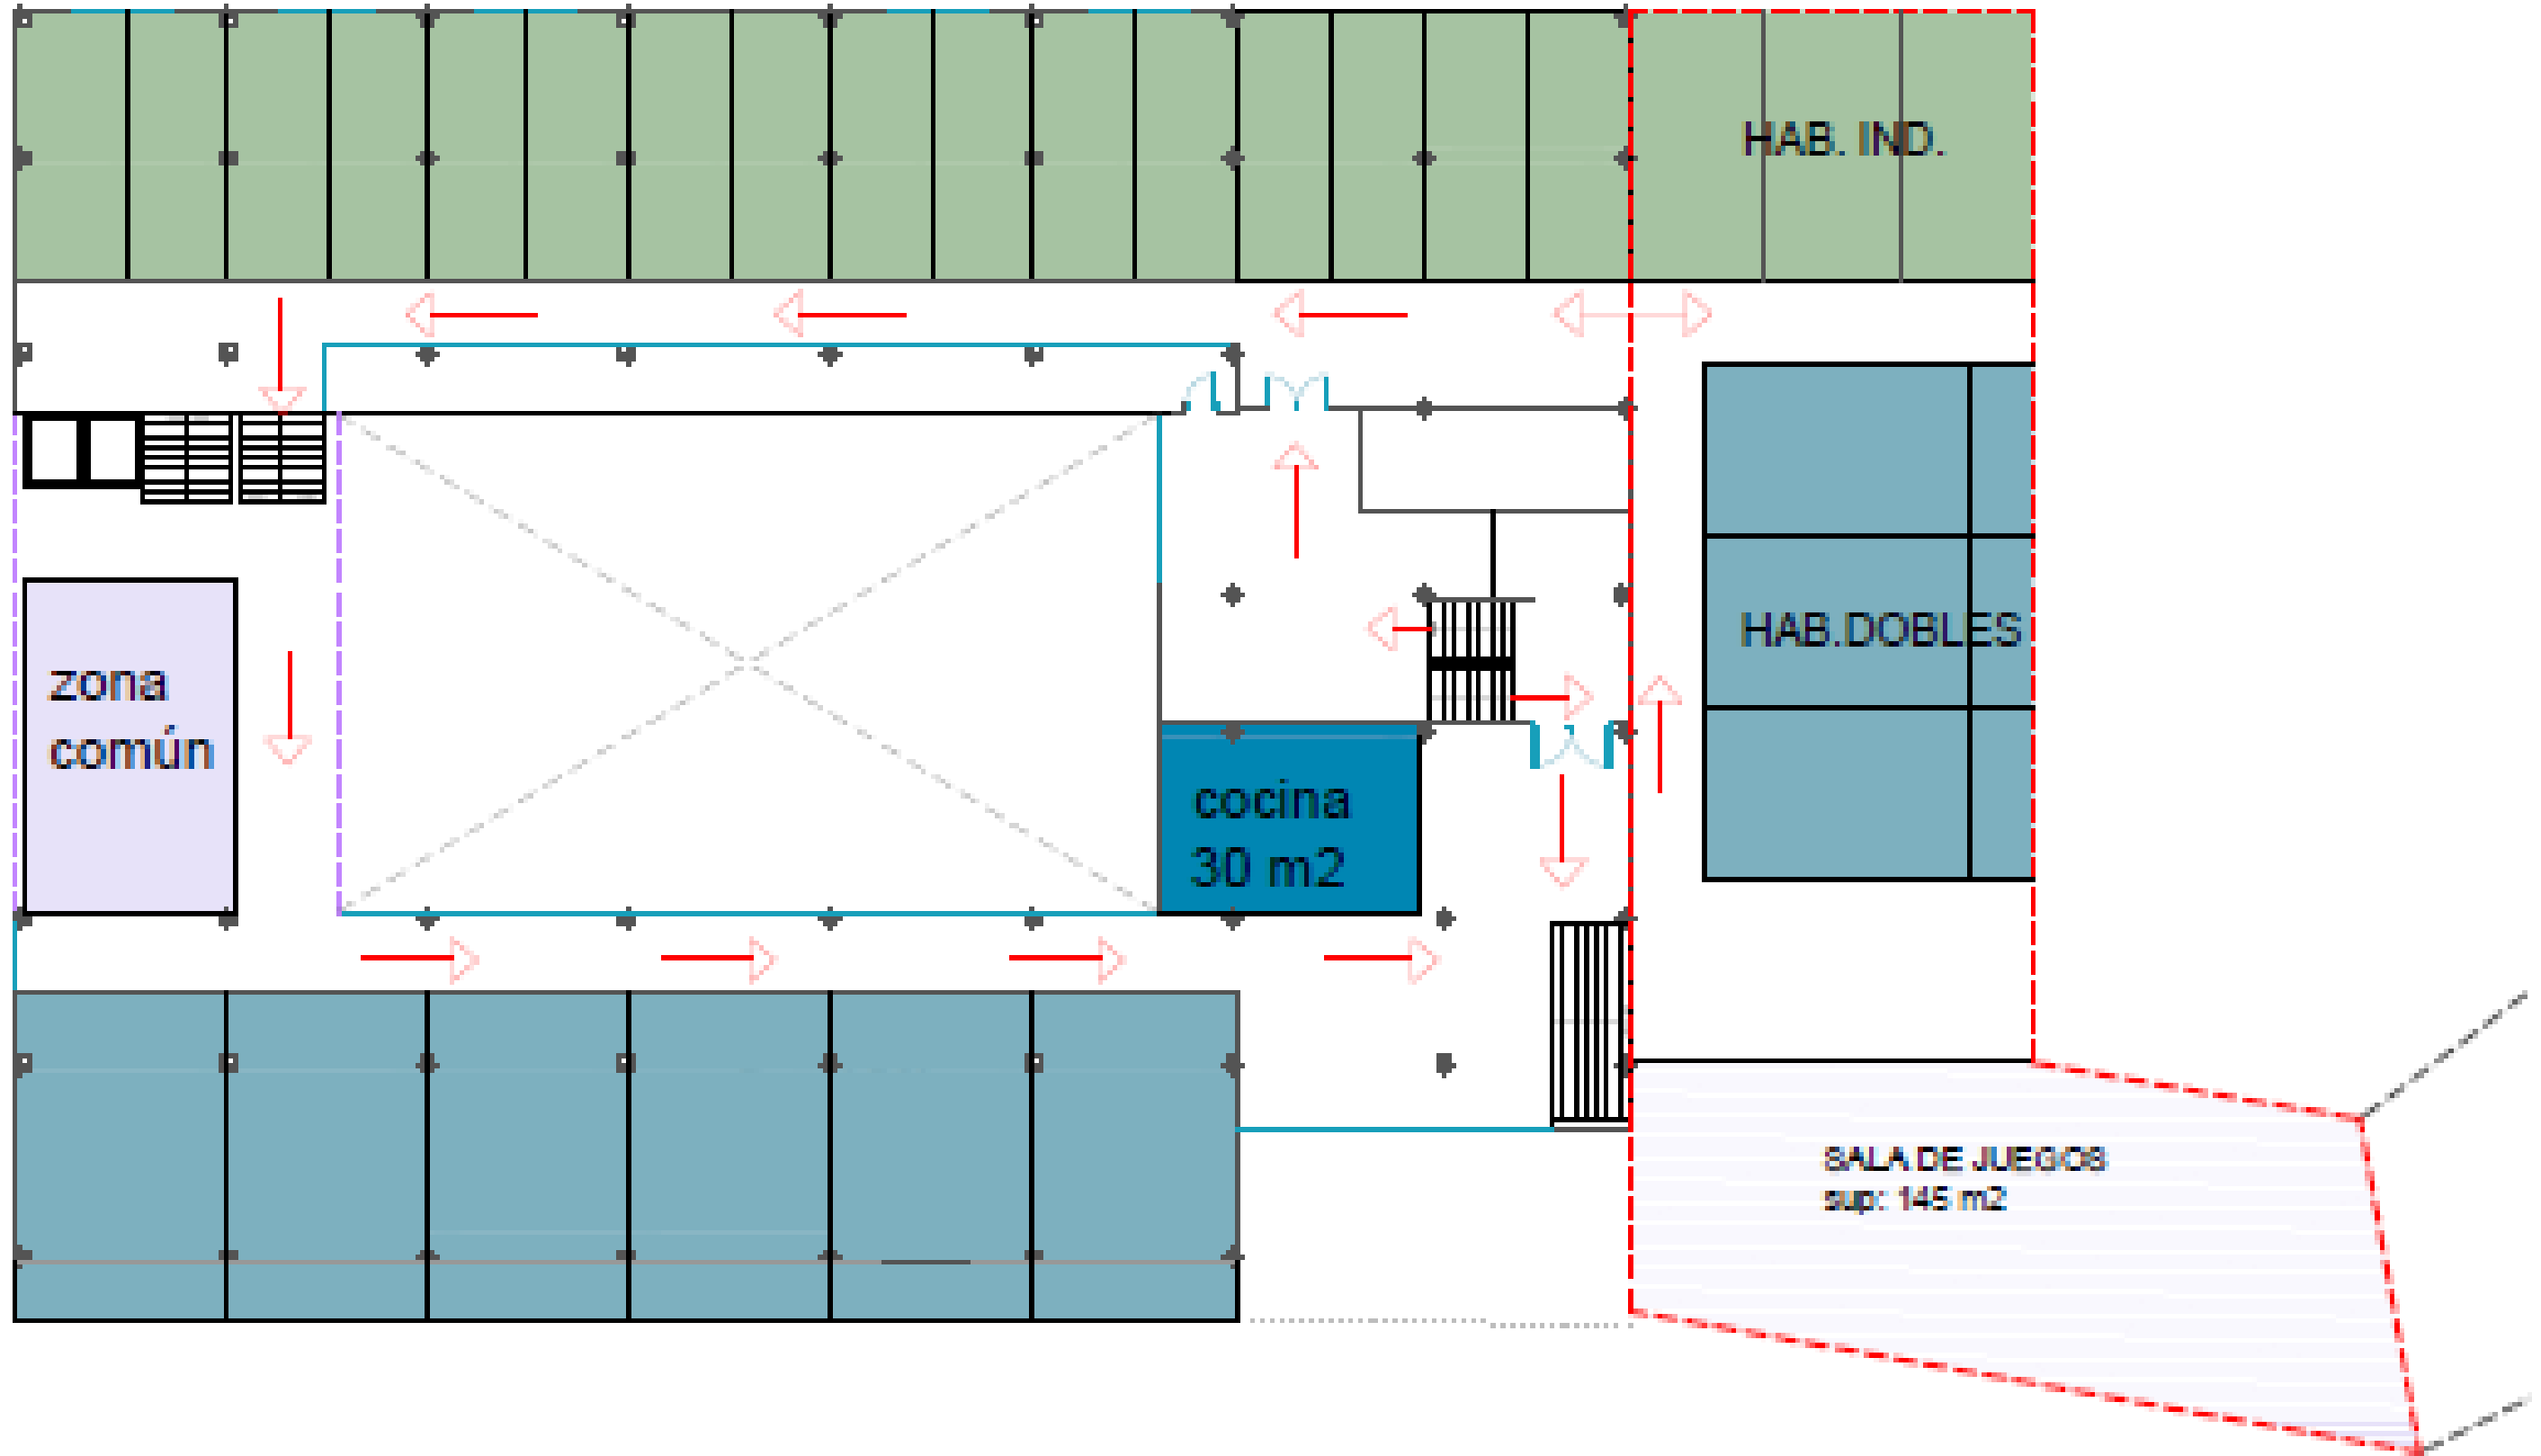 HAB. IND.
HAB.DOBLES
zona
común
cocina
30 m2
SALA DE JUEGOS
sup: 145 m2